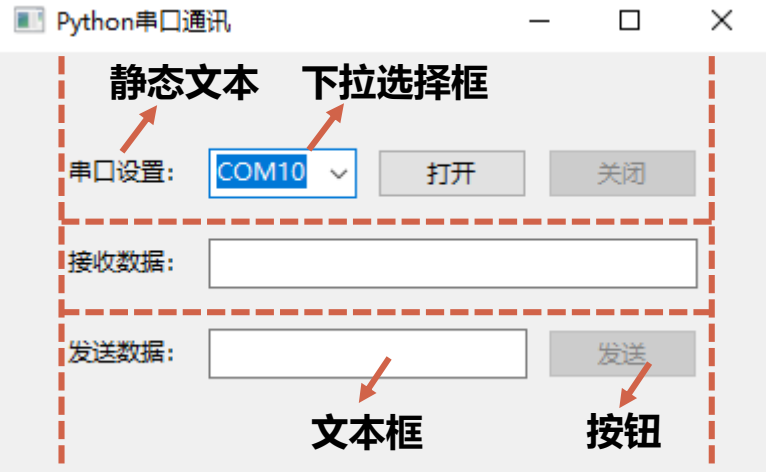 Python串口通讯
静态文本 下拉选择框
串口设置： COM10 打开 关闭
接收数据：
发送数据： 发送
文本框 按钮